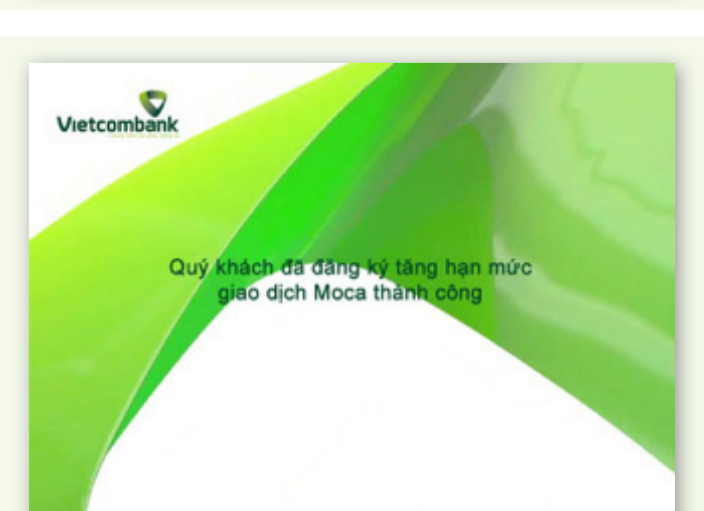 Vietcombank
Quý khách đã đăng ký tăng hạn mức
giao dịch Moca thành công